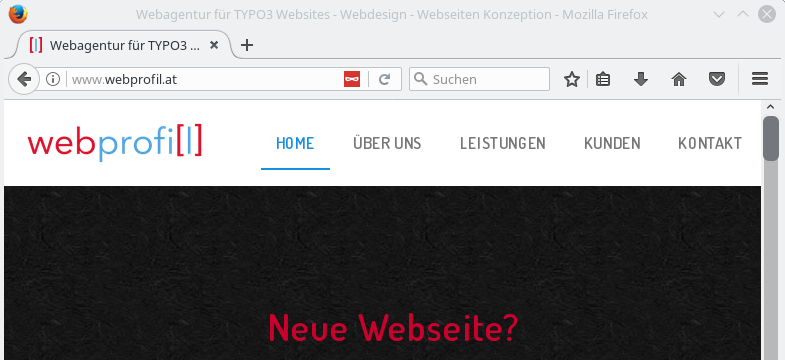 Webagentur für TYPO3 Websites - Webdesign - Webseiten Konzeption - Mozilla Firefox
[l] Webagentur für TYPO3 ...
www.webprofil.at
Suchen
webprofi[l]
HOME ÜBER UNS LEISTUNGEN KUNDEN KONTAKT
Neue Webseite?